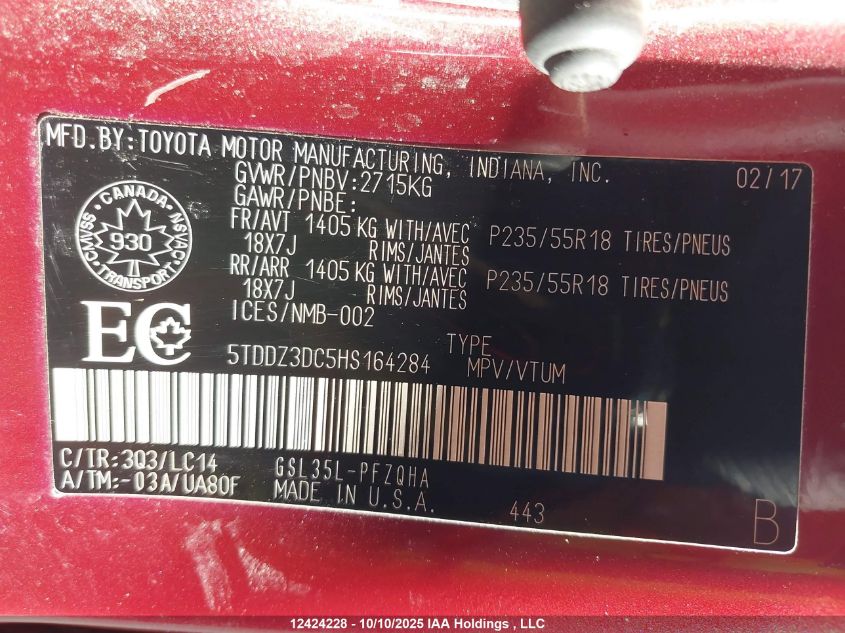 MFD.BY:TOYOTA MOTOR MANUFACTURING, INDIANA, INC. 02/17
GVWR/PNBV:2715KG
GAWR/PNBE:
FR/AVT 1405 KG WITH/AVEC P235/55R18 TIRES/PNEUS
18X7J RIMS/JANTES
RR/ARR 1405 KG WITH/AVEC P235/55R18 TIRES/PNEUS
18X7J RIMS/JANTES
ICES/NMB-002
CANADA
CMVSS NSVAC
930
TRANSPORT
EC
5TDDZ3DC5HS164284 TYPE
MPV/VTUM
C/TR:3Q3/LC14 GSL35L-PFZQHA
A/TM:-03A/UA80F MADE IN U.S.A.
443 B
12424228 - 10/10/2025 IAA Holdings , LLC